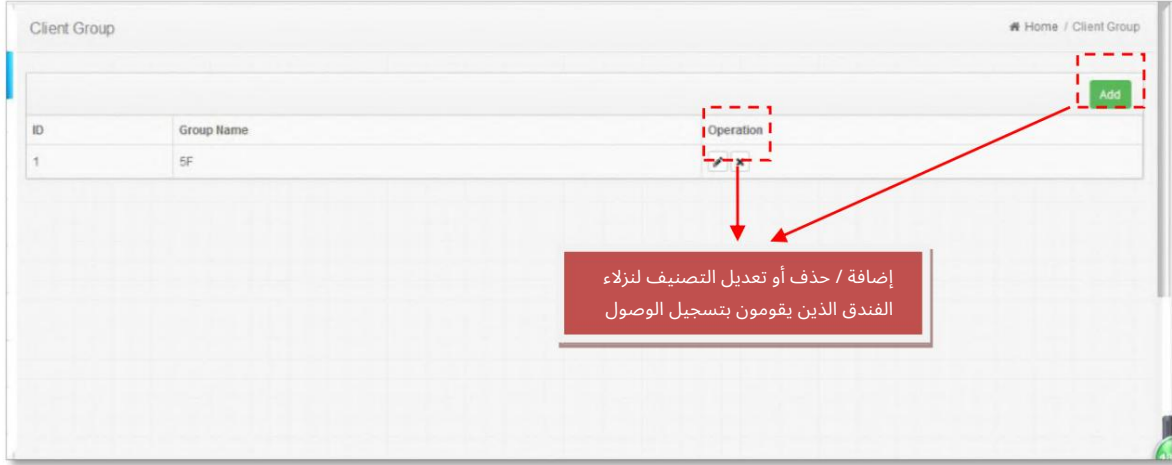 Client Group
Home / Client Group
Add
ID Group Name Operation
1 5F
إضافة / حذف أو تعديل التصنيف لنزلاء
الفندق الذين يقومون بتسجيل الوصول